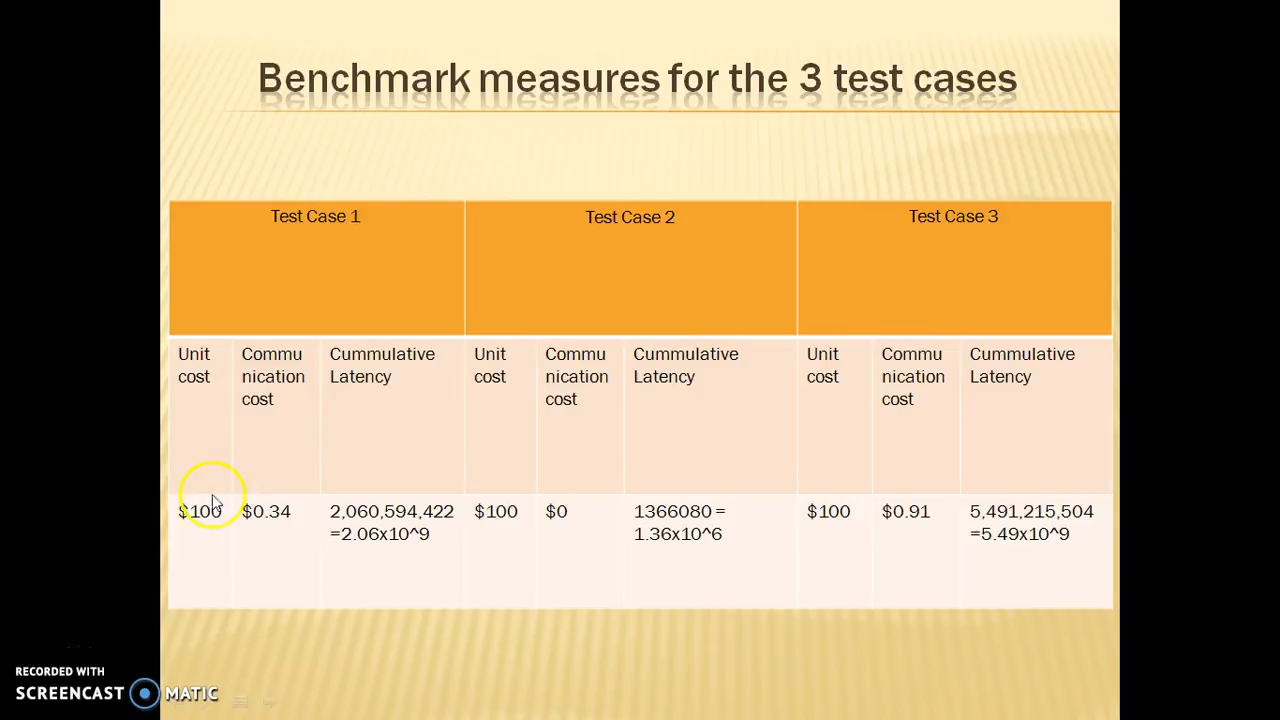 Benchmark measures for the 3 test cases
Test Case 1
Test Case 2
Test Case 3
Unit
cost
Commu
nication
cost
Cummulative
Latency
Unit
cost
Commu
nication
cost
Cummulative
Latency
Unit
cost
Commu
nication
cost
Cummulative
Latency
$100
$0.34
2,060,594,422
=2.06x10^9
$100
$0
1366080 =
1.36x10^6
$100
$0.91
5,491,215,504
=5.49x10^9
RECORDED WITH
SCREENCAST MATIC